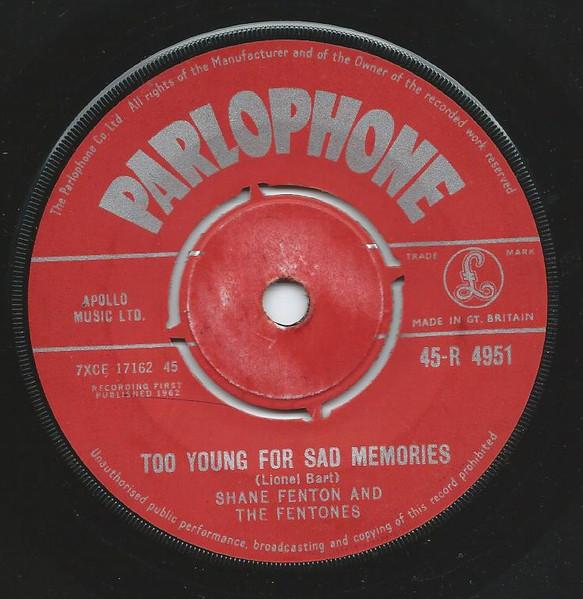 The Parlophone Co. Ltd. All rights of the Manufacturer and of the Owner of the recorded work reserved
PARLOPHONE
TRADE £ MARK
APOLLO
MUSIC LTD.
MADE IN GT. BRITAIN
7XCE 17162 45
45-R 4951
RECORDING FIRST
PUBLISHED 1962
TOO YOUNG FOR SAD MEMORIES
(Lionel Bart)
SHANE FENTON AND
THE FENTONES
Unauthorised public performance, broadcasting and copying of this record prohibited